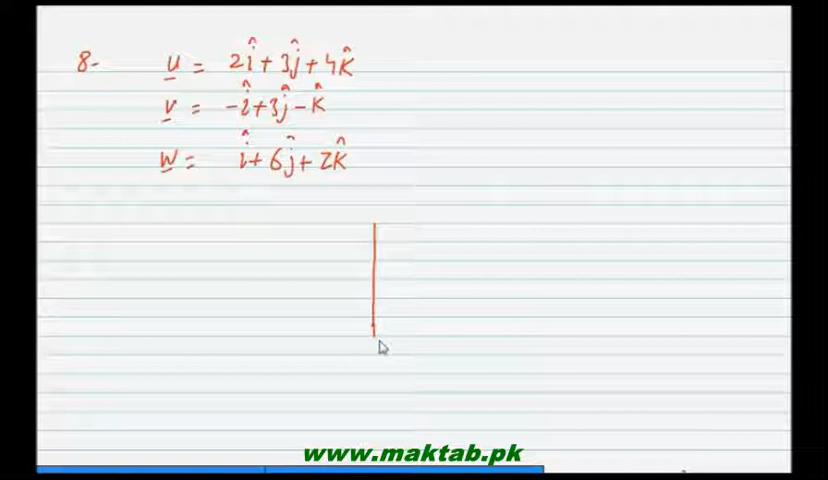 8- u = 2î + 3ĵ + 4k̂
v = -î + 3ĵ - k̂
w = î + 6ĵ + 2k̂
www.maktab.pk